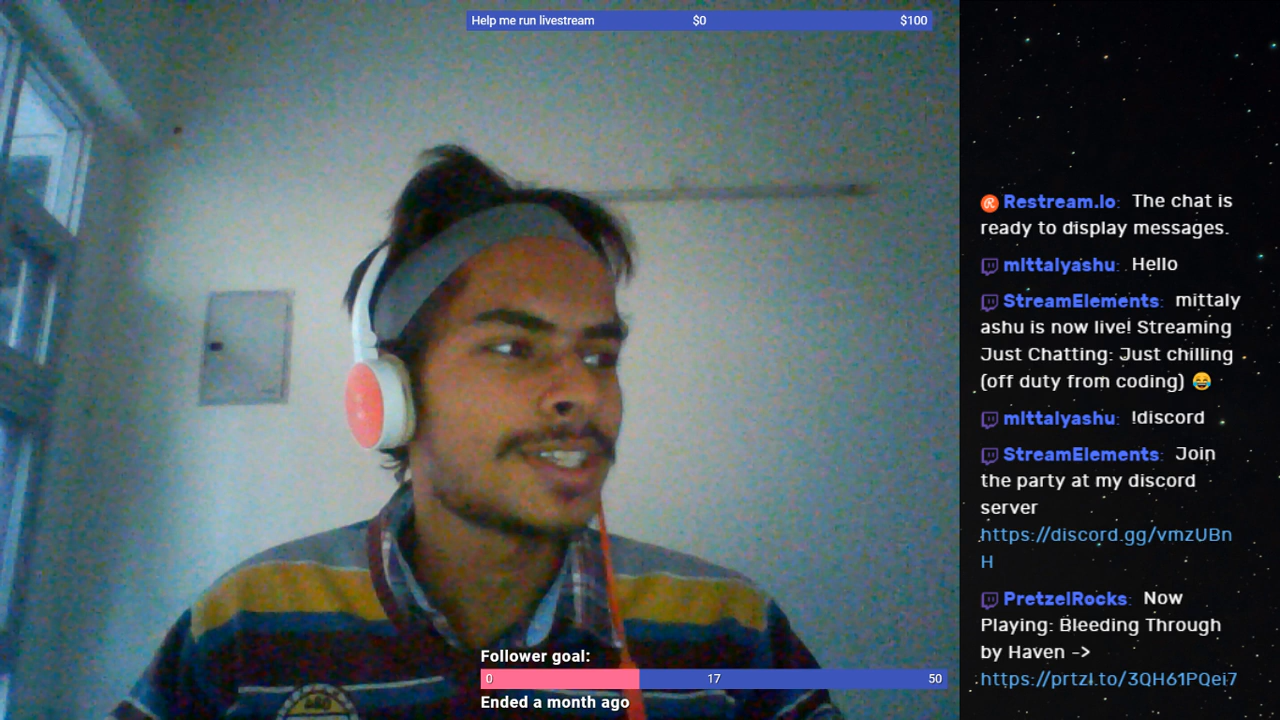 Help me run livestream $0 $100
Restream.io: The chat is
ready to display messages.
mittalyashu: Hello
StreamElements: mittaly
ashu is now live! Streaming
Just Chatting: Just chilling
(off duty from coding) 😂
mittalyashu: !discord
StreamElements: Join
the party at my discord
server
https://discord.gg/vmzUBn
H
PretzelRocks: Now
Playing: Bleeding Through
by Haven ->
https://prtzl.to/3QH61PQei7
Follower goal:
0 17 50
Ended a month ago